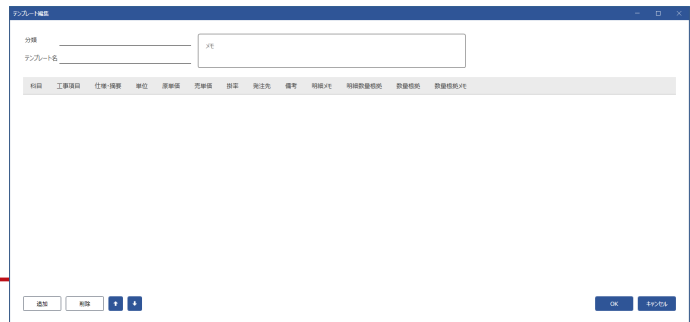 テンプレート編集
分類
テンプレート名
メモ
科目 工事項目 仕様・摘要 単位 原単価 売単価 掛率 発注先 備考 明細メモ 明細数量根拠 数量根拠 数量根拠メモ
追加 削除 OK キャンセル